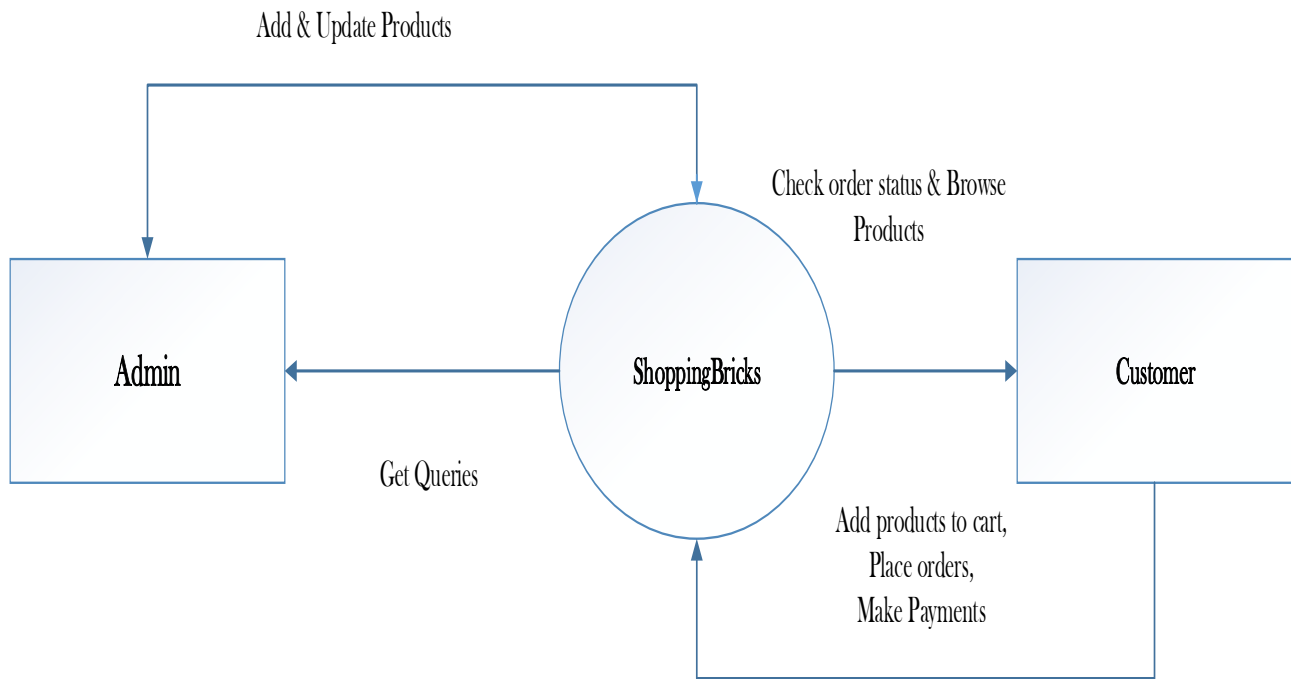 Add & Update Products
Check order status & Browse
Products
Admin
ShoppingBricks
Customer
Get Queries
Add products to cart,
Place orders,
Make Payments